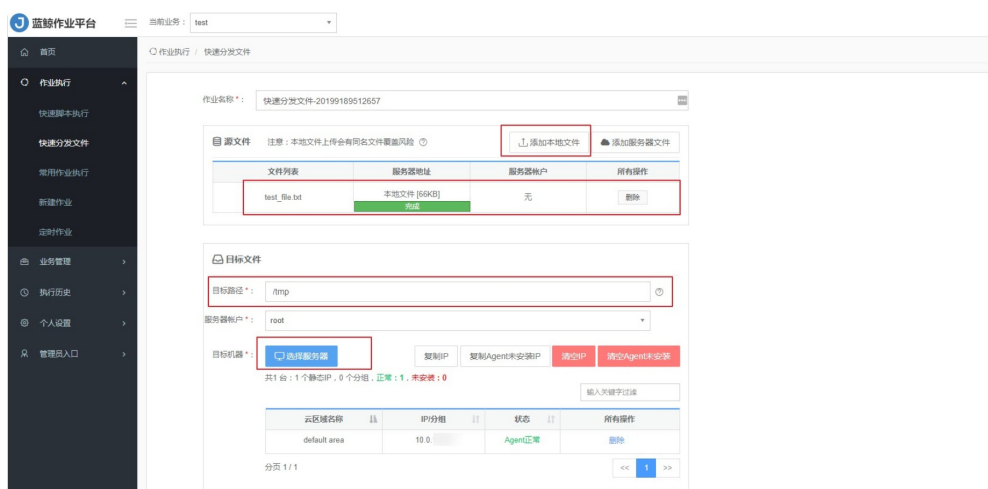 蓝鲸作业平台
当前业务： test
首页
作业执行 / 快速分发文件
作业执行
快速脚本执行
快速分发文件
常用作业执行
新建作业
定时作业
业务管理
执行历史
个人设置
管理员入口
作业名称 *： 快速分发文件-20199189512657
源文件 注意：本地文件上传会有同名文件覆盖风险 添加本地文件 添加服务器文件
文件列表 服务器地址 服务器帐户 所有操作
test_file.txt 本地文件 [66KB] 无 删除
完成
目标文件
目标路径 *： /tmp
服务器帐户 *： root
目标机器 *： 选择服务器 复制IP 复制Agent未安装IP 清空IP 清空Agent未安装
共1 台：1 个静态IP，0 个分组，正常：1，未安装：0
输入关键字过滤
云区域名称 IP/分组 状态 所有操作
default area 10.0. Agent正常 删除
分页 1 / 1 << 1 >>